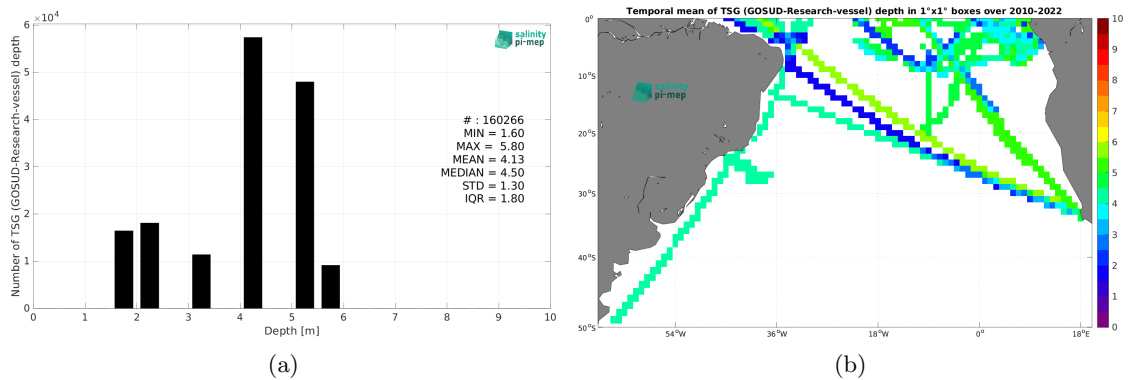 ×10⁴
6
5
4
3
2
1
0
Number of TSG (GOSUD-Research-vessel) depth
salinity
pi-mep
# : 160266
MIN = 1.60
MAX = 5.80
MEAN = 4.13
MEDIAN = 4.50
STD = 1.30
IQR = 1.80
0 1 2 3 4 5 6 7 8 9 10
Depth [m]
(a)
Temporal mean of TSG (GOSUD-Research-vessel) depth in 1°x1° boxes over 2010-2022
0°
10°S
20°S
30°S
40°S
50°S
salinity
pi-mep
54°W 36°W 18°W 0° 18°E
10
9
8
7
6
5
4
3
2
1
0
(b)